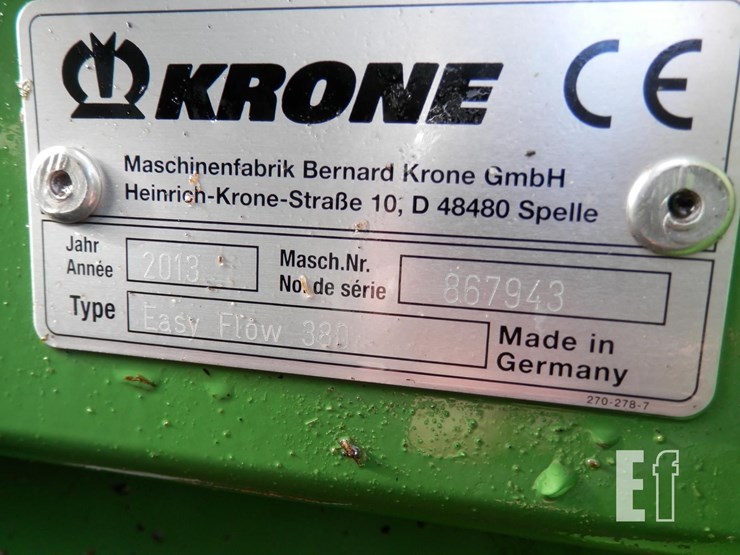 KRONE CE
Maschinenfabrik Bernard Krone GmbH
Heinrich-Krone-Straße 10, D 48480 Spelle
Jahr
Année 2013
Masch.Nr.
No. de série 867943
Type Easy Flow 380
Made in
Germany
270-278-7
Ef